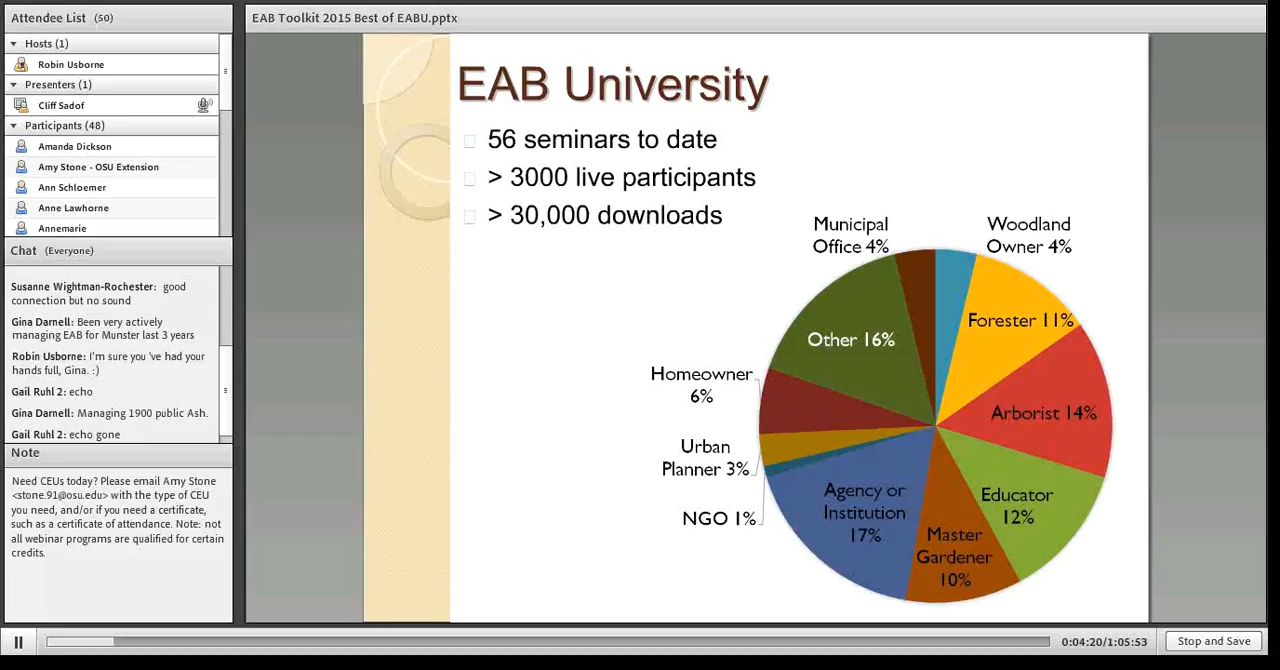 Attendee List (50)
Hosts (1)
Robin Usborne
Presenters (1)
Cliff Sadof
Participants (48)
Amanda Dickson
Amy Stone - OSU Extension
Ann Schloemer
Anne Lawhorne
Annemarie
Chat (Everyone)
Susanne Wightman-Rochester: good
connection but no sound
Gina Darnell: Been very actively
managing EAB for Munster last 3 years
Robin Usborne: I'm sure you 've had your
hands full, Gina. :)
Gail Ruhl 2: echo
Gina Darnell: Managing 1900 public Ash.
Gail Ruhl 2: echo gone
Note
Need CEUs today? Please email Amy Stone
<stone.91@osu.edu> with the type of CEU
you need, and/or if you need a certificate,
such as a certificate of attendance. Note: not
all webinar programs are qualified for certain
credits.
EAB Toolkit 2015 Best of EABU.pptx
EAB University
56 seminars to date
> 3000 live participants
> 30,000 downloads
Municipal
Office 4%
Woodland
Owner 4%
Forester 11%
Other 16%
Homeowner
6%
Arborist 14%
Urban
Planner 3%
Agency or
Institution
17%
Educator
12%
NGO 1%
Master
Gardener
10%
0:04:20/1:05:53
Stop and Save